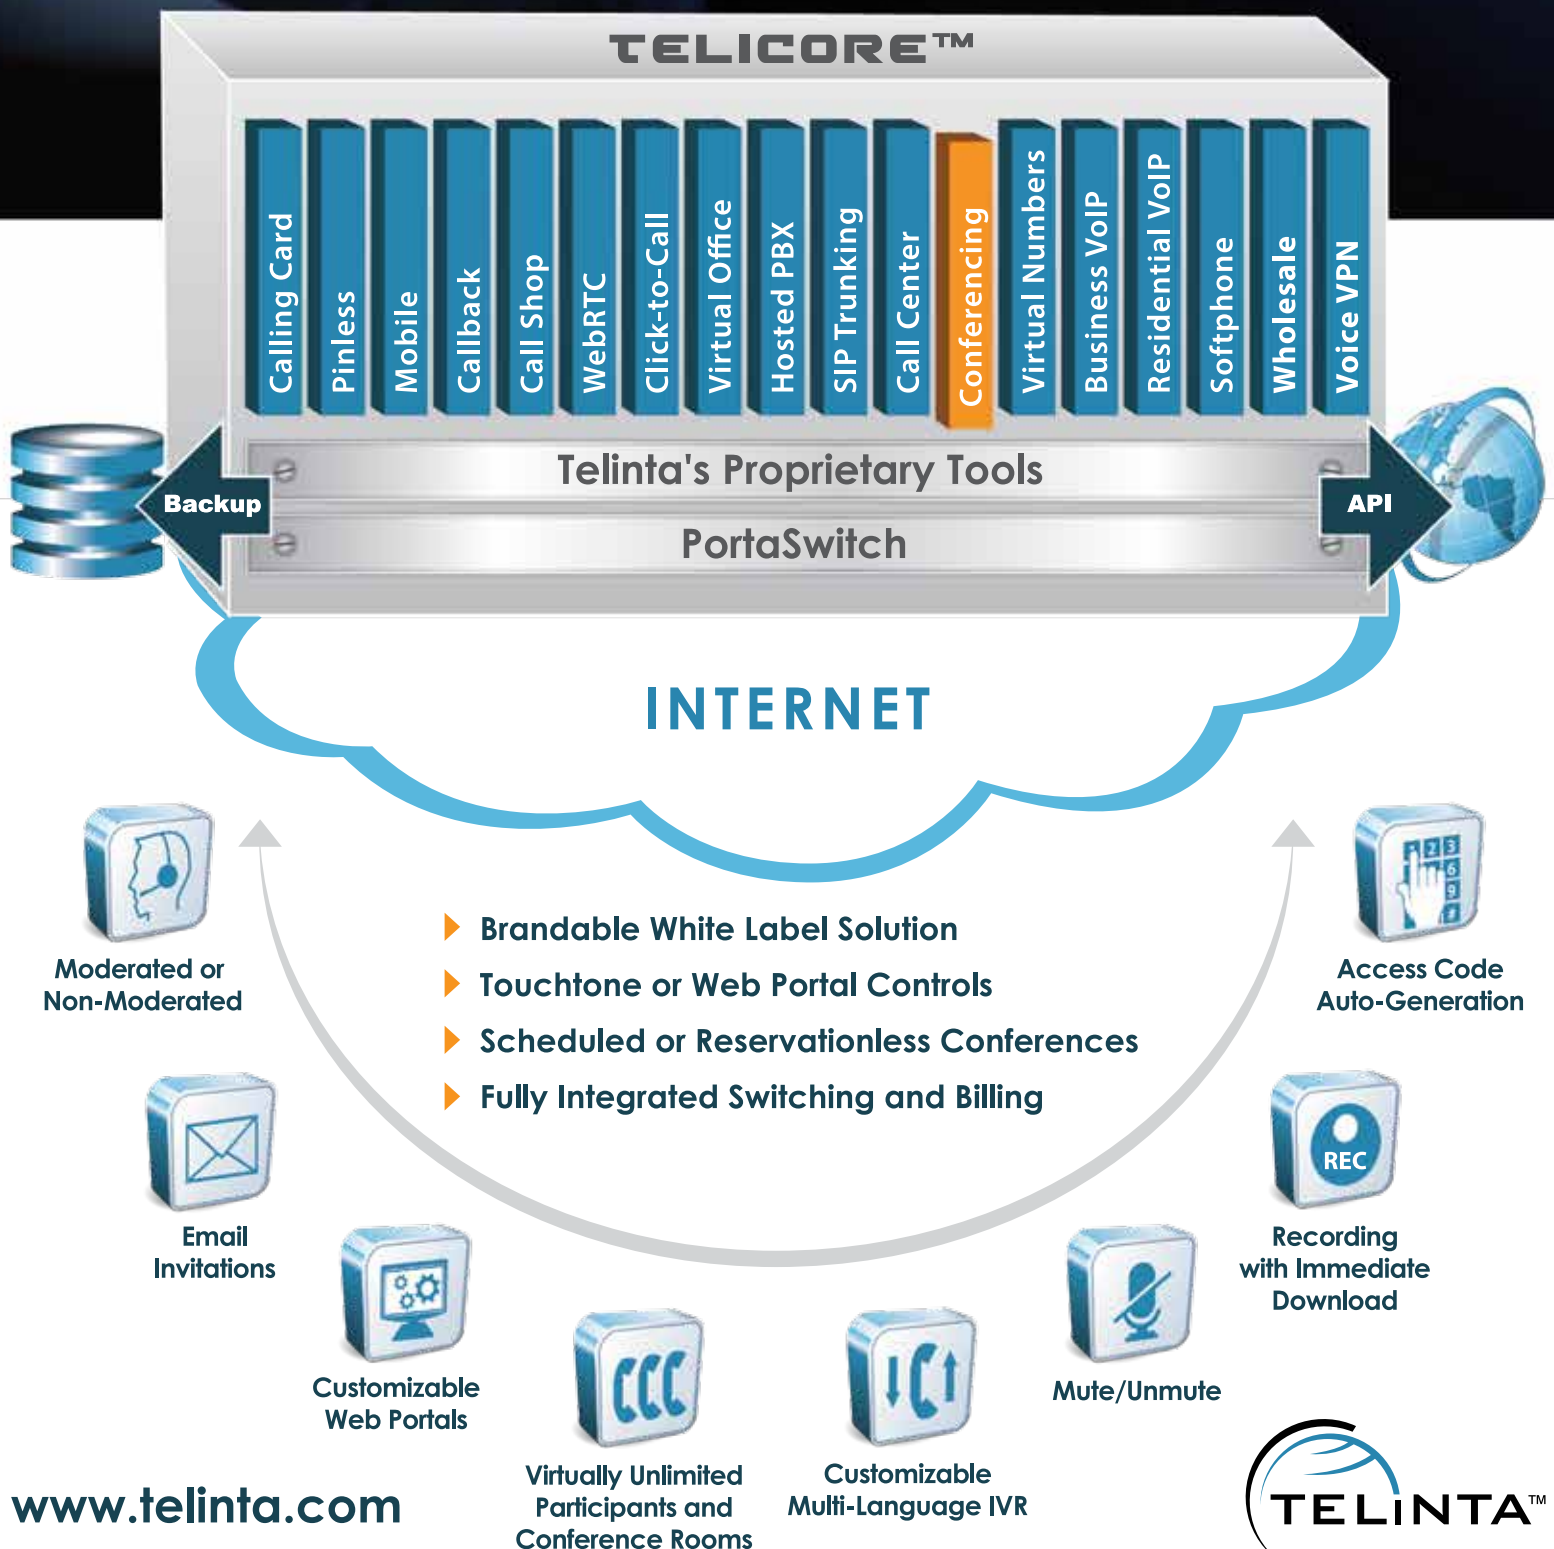 TELICORE™
Calling Card
Pinless
Mobile
Callback
Call Shop
WebRTC
Click-to-Call
Virtual Office
Hosted PBX
SIP Trunking
Call Center
Conferencing
Virtual Numbers
Business VoIP
Residential VoIP
Softphone
Wholesale
Voice VPN
Telinta's Proprietary Tools
Backup
API
PortaSwitch
INTERNET
Brandable White Label Solution
Touchtone or Web Portal Controls
Scheduled or Reservationless Conferences
Fully Integrated Switching and Billing
Moderated or
Non-Moderated
Email
Invitations
Customizable
Web Portals
Virtually Unlimited
Participants and
Conference Rooms
Customizable
Multi-Language IVR
Mute/Unmute
REC
Recording
with Immediate
Download
2 3
6
9
#
Access Code
Auto-Generation
www.telinta.com
TELINTA™